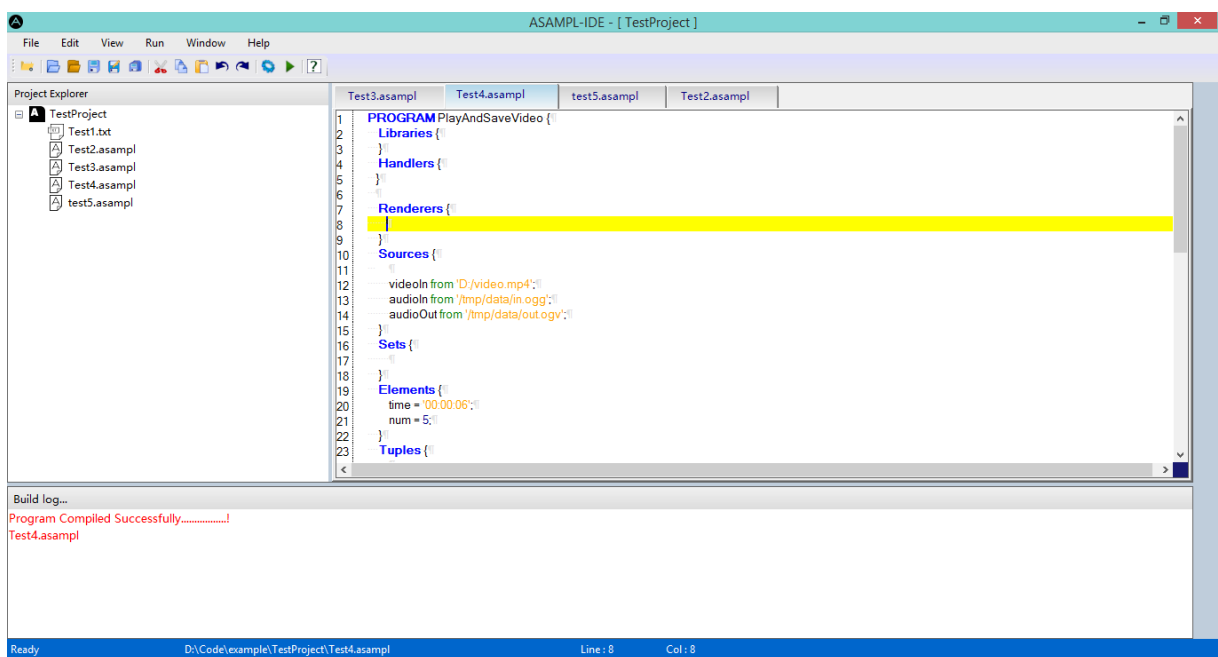 ASAMPL-IDE - [ TestProject ]
File Edit View Run Window Help
Project Explorer
TestProject
Test1.txt
Test2.asampl
Test3.asampl
Test4.asampl
test5.asampl
Test3.asampl Test4.asampl test5.asampl Test2.asampl
1 PROGRAM PlayAndSaveVideo {
2 Libraries {
3 }
4 Handlers {
5 }
6
7 Renderers {
8
9 }
10 Sources {
11
12 videoIn from 'D:/video.mp4';
13 audioIn from '/tmp/data/in.ogg';
14 audioOut from '/tmp/data/out.ogv';
15 }
16 Sets {
17
18 }
19 Elements {
20 time = '00:00:06';
21 num = 5;
22 }
23 Tuples {
Build log...
Program Compiled Successfully.................!
Test4.asampl
Ready D:\Code\example\TestProject\Test4.asampl Line : 8 Col : 8